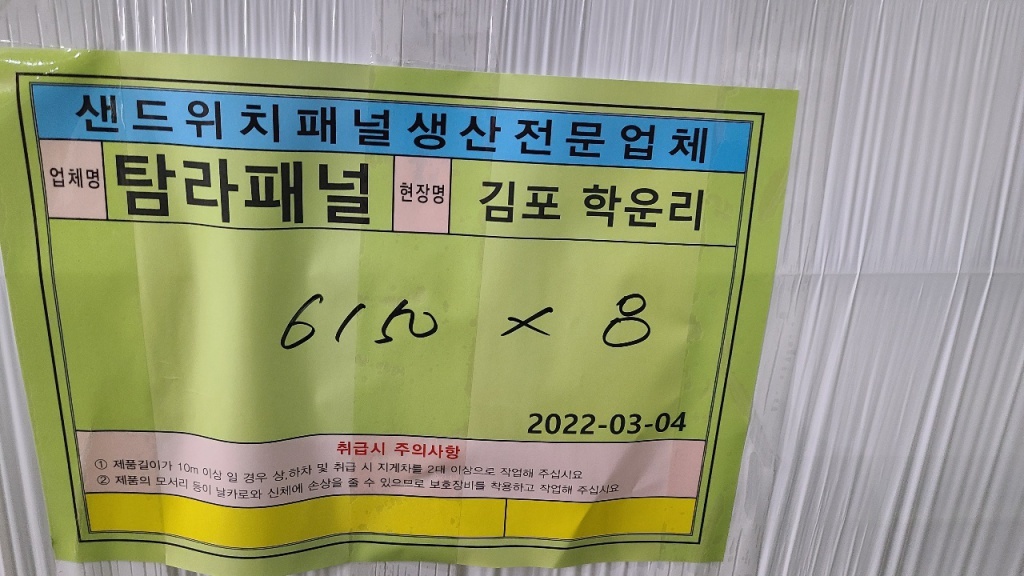 샌드위치패널생산전문업체
업체명 탐라패널 현장명 김포 학운리
6150 × 8
2022-03-04
취급시 주의사항
① 제품길이가 10m 이상 일 경우 상,하차 및 취급 시 지게차를 2대 이상으로 작업해 주십시요
② 제품의 모서리 등이 날카로와 신체에 손상을 줄 수 있으므로 보호장비를 착용하고 작업해 주십시요